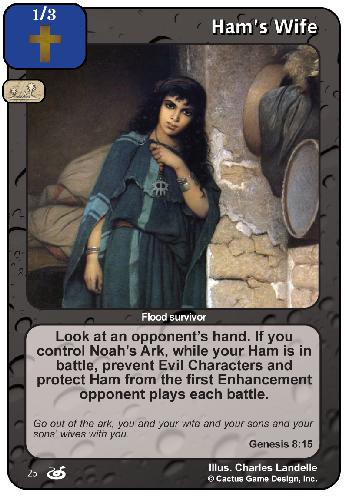 1/3
Ham's Wife
Flood survivor
Look at an opponent's hand. If you
control Noah's Ark, while your Ham is in
battle, prevent Evil Characters and
protect Ham from the first Enhancement
opponent plays each battle.
Go out of the ark, you and your wife and your sons and your
sons' wives with you.
Genesis 8:15
25
Illus. Charles Landelle
© Cactus Game Design, Inc.